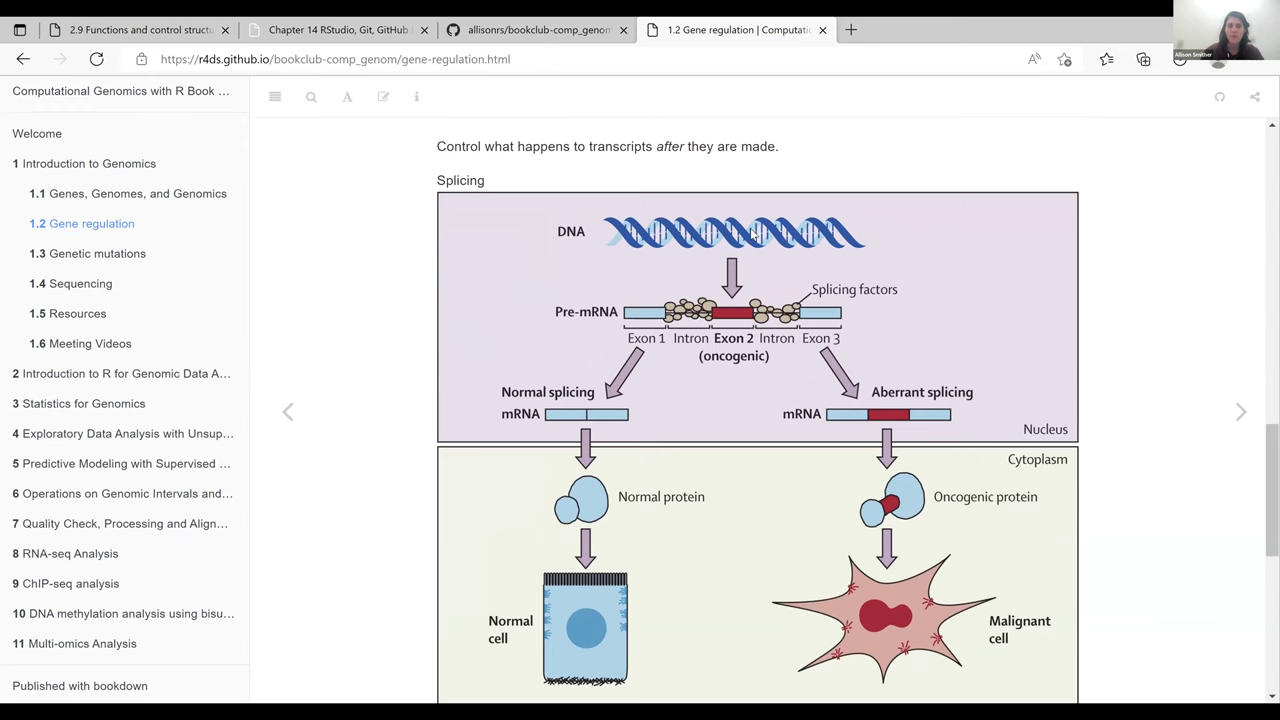 2.9 Functions and control structu
Chapter 14 RStudio, Git, GitHub
allisonrs/bookclub-comp_genom
1.2 Gene regulation | Computati
Allison Smither
https://r4ds.github.io/bookclub-comp_genom/gene-regulation.html
Computational Genomics with R Book ...
Welcome
1 Introduction to Genomics
1.1 Genes, Genomes, and Genomics
1.2 Gene regulation
1.3 Genetic mutations
1.4 Sequencing
1.5 Resources
1.6 Meeting Videos
2 Introduction to R for Genomic Data A...
3 Statistics for Genomics
4 Exploratory Data Analysis with Unsup...
5 Predictive Modeling with Supervised ...
6 Operations on Genomic Intervals and...
7 Quality Check, Processing and Align...
8 RNA-seq Analysis
9 ChIP-seq analysis
10 DNA methylation analysis using bisu...
11 Multi-omics Analysis
Published with bookdown
Control what happens to transcripts after they are made.
Splicing
DNA
Splicing factors
Pre-mRNA
Exon 1 Intron Exon 2 Intron Exon 3
(oncogenic)
Normal splicing
Aberrant splicing
mRNA
mRNA
Nucleus
Cytoplasm
Normal protein
Oncogenic protein
Normal
cell
Malignant
cell